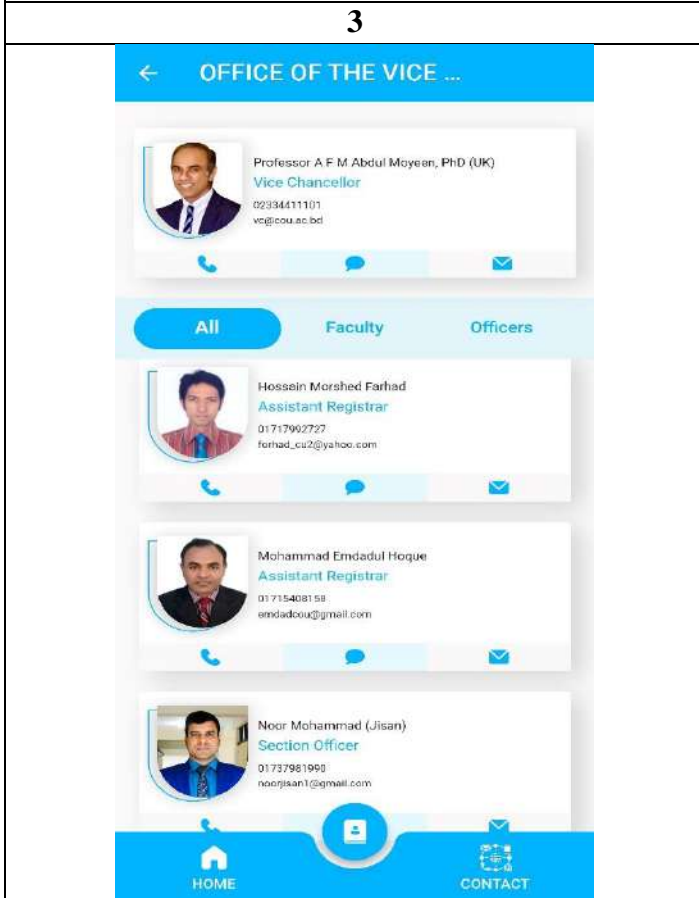 3
OFFICE OF THE VICE ...
Professor A F M Abdul Moyeen, PhD (UK)
Vice Chancellor
02334411101
vc@cou.ac.bd
All Faculty Officers
Hossain Morshed Farhad
Assistant Registrar
01717992727
forhad_cu2@yahoo.com
Mohammad Emdadul Hoque
Assistant Registrar
01715408158
emdadcou@gmail.com
Noor Mohammad (Jisan)
Section Officer
01737981990
noorjisan1@gmail.com
HOME CONTACT